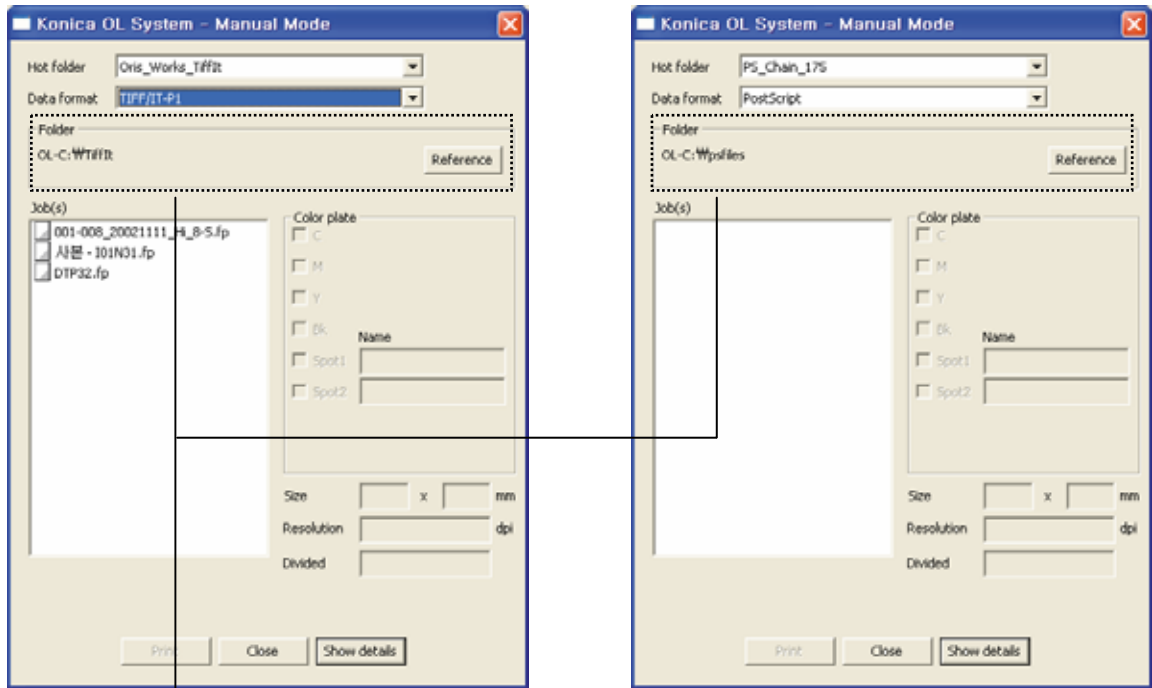 Konica OL System - Manual Mode
Hot folder Oris_Works_TiffIt
Data format TIFF/IT-P1
Folder
OL-C:₩TiffIt
Reference
Job(s)
001-008_20021111_Hi_8-S.fp
사본 - I01N31.fp
DTP32.fp
Color plate
C
M
Y
Bk
Name
Spot1
Spot2
Size x mm
Resolution dpi
Divided
Print Close Show details
Konica OL System - Manual Mode
Hot folder PS_Chain_175
Data format PostScript
Folder
OL-C:₩psfiles
Reference
Job(s)
Color plate
C
M
Y
Bk
Name
Spot1
Spot2
Size x mm
Resolution dpi
Divided
Print Close Show details